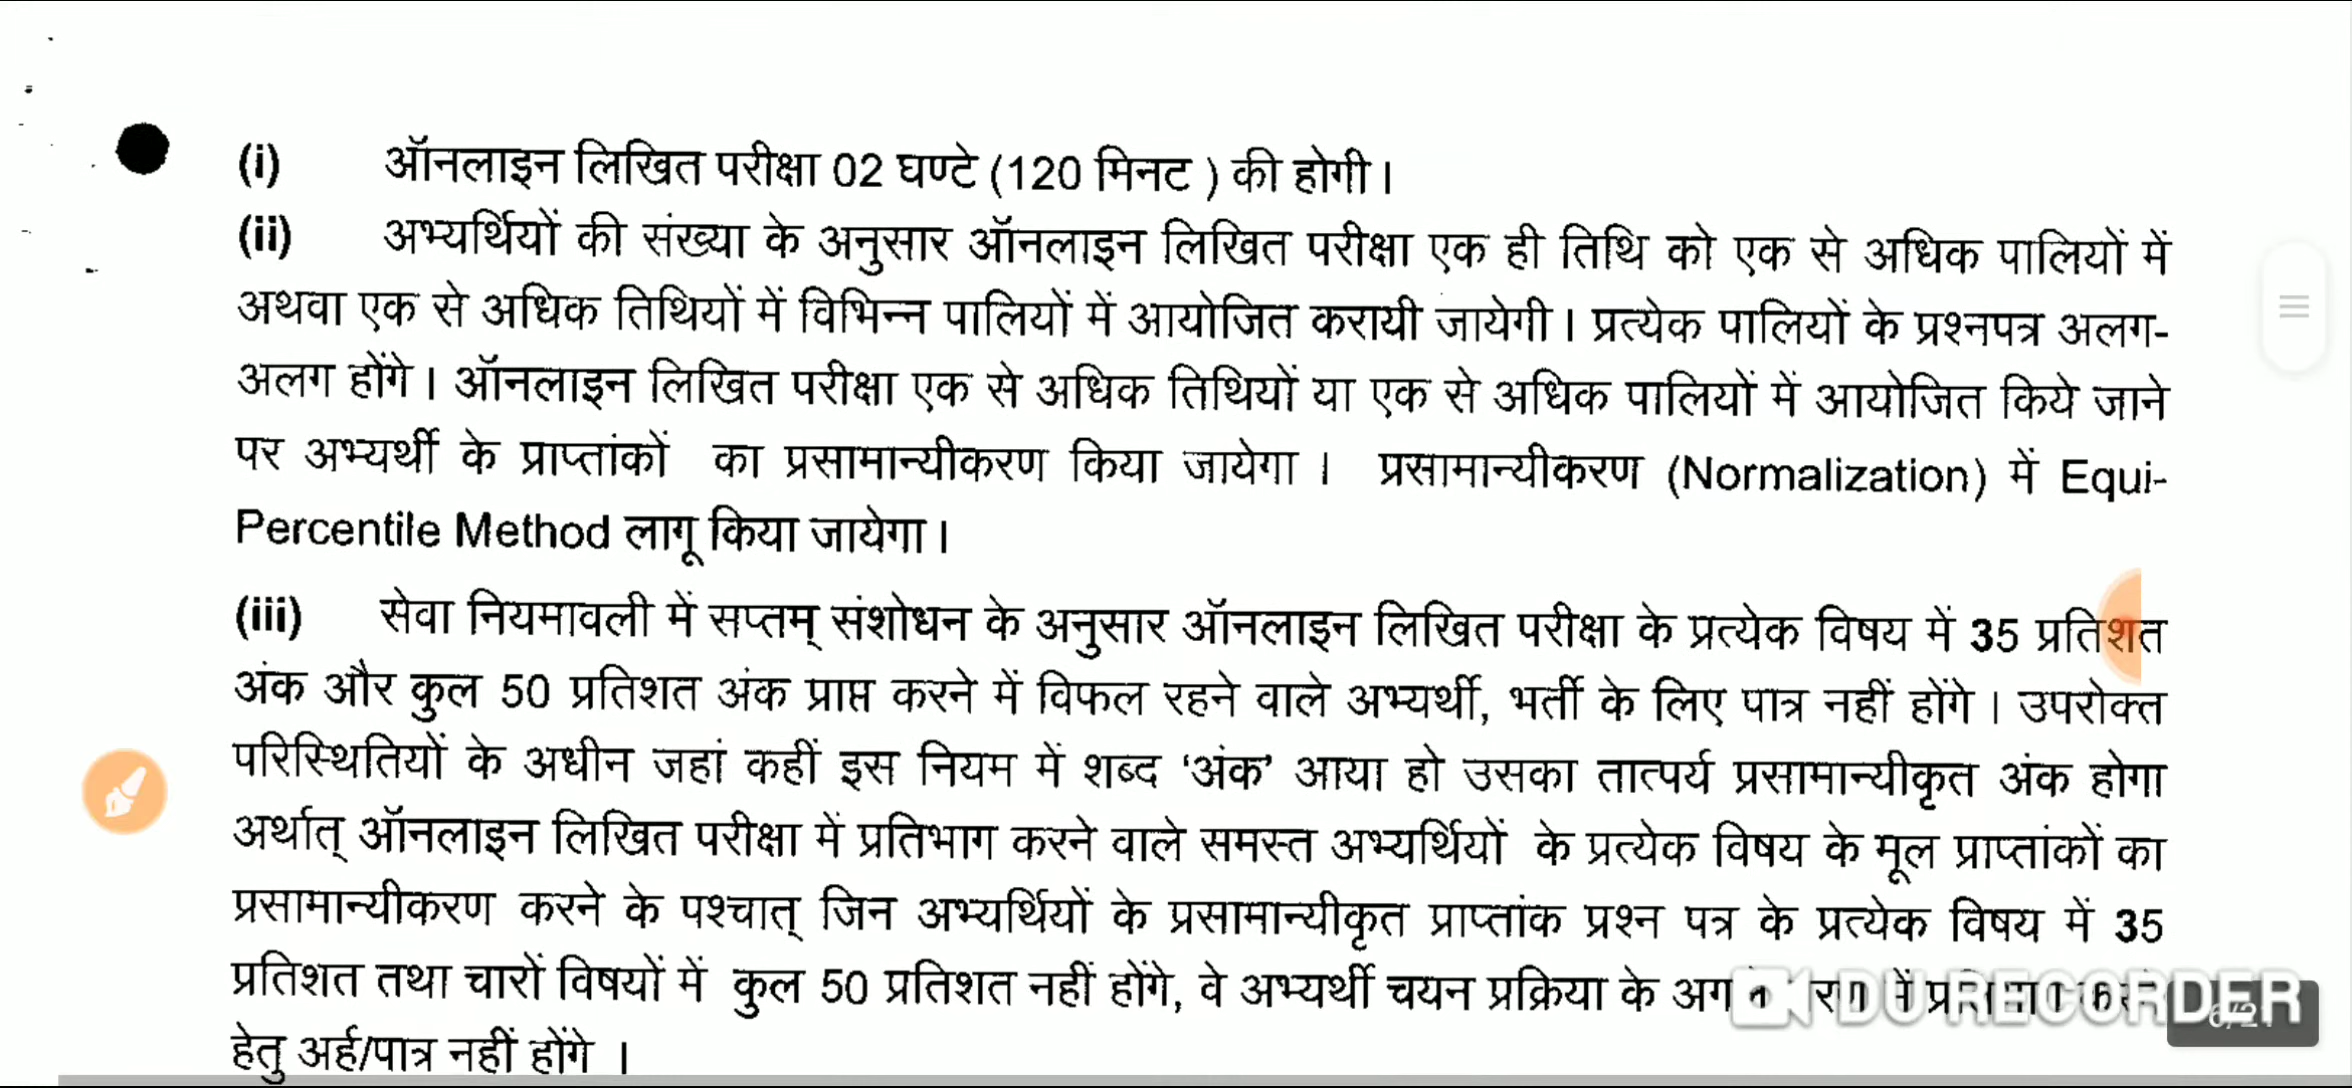 (i) ऑनलाइन लिखित परीक्षा 02 घण्टे (120 मिनट ) की होगी।
(ii) अभ्यर्थियों की संख्या के अनुसार ऑनलाइन लिखित परीक्षा एक ही तिथि को एक से अधिक पालियों में
अथवा एक से अधिक तिथियों में विभिन्न पालियों में आयोजित करायी जायेगी। प्रत्येक पालियों के प्रश्नपत्र अलग-
अलग होंगे। ऑनलाइन लिखित परीक्षा एक से अधिक तिथियों या एक से अधिक पालियों में आयोजित किये जाने
पर अभ्यर्थी के प्राप्तांकों का प्रसामान्यीकरण किया जायेगा । प्रसामान्यीकरण (Normalization) में Equi-
Percentile Method लागू किया जायेगा।
(iii) सेवा नियमावली में सप्तम् संशोधन के अनुसार ऑनलाइन लिखित परीक्षा के प्रत्येक विषय में 35 प्रतिशत
अंक और कुल 50 प्रतिशत अंक प्राप्त करने में विफल रहने वाले अभ्यर्थी, भर्ती के लिए पात्र नहीं होंगे। उपरोक्त
परिस्थितियों के अधीन जहां कहीं इस नियम में शब्द ‘अंक’ आया हो उसका तात्पर्य प्रसामान्यीकृत अंक होगा
अर्थात् ऑनलाइन लिखित परीक्षा में प्रतिभाग करने वाले समस्त अभ्यर्थियों के प्रत्येक विषय के मूल प्राप्तांकों का
प्रसामान्यीकरण करने के पश्चात् जिन अभ्यर्थियों के प्रसामान्यीकृत प्राप्तांक प्रश्न पत्र के प्रत्येक विषय में 35
प्रतिशत तथा चारों विषयों में कुल 50 प्रतिशत नहीं होंगे, वे अभ्यर्थी चयन प्रक्रिया के में
DU RECORDER
6/21
हेतु अर्ह/पात्र नहीं होंगे ।